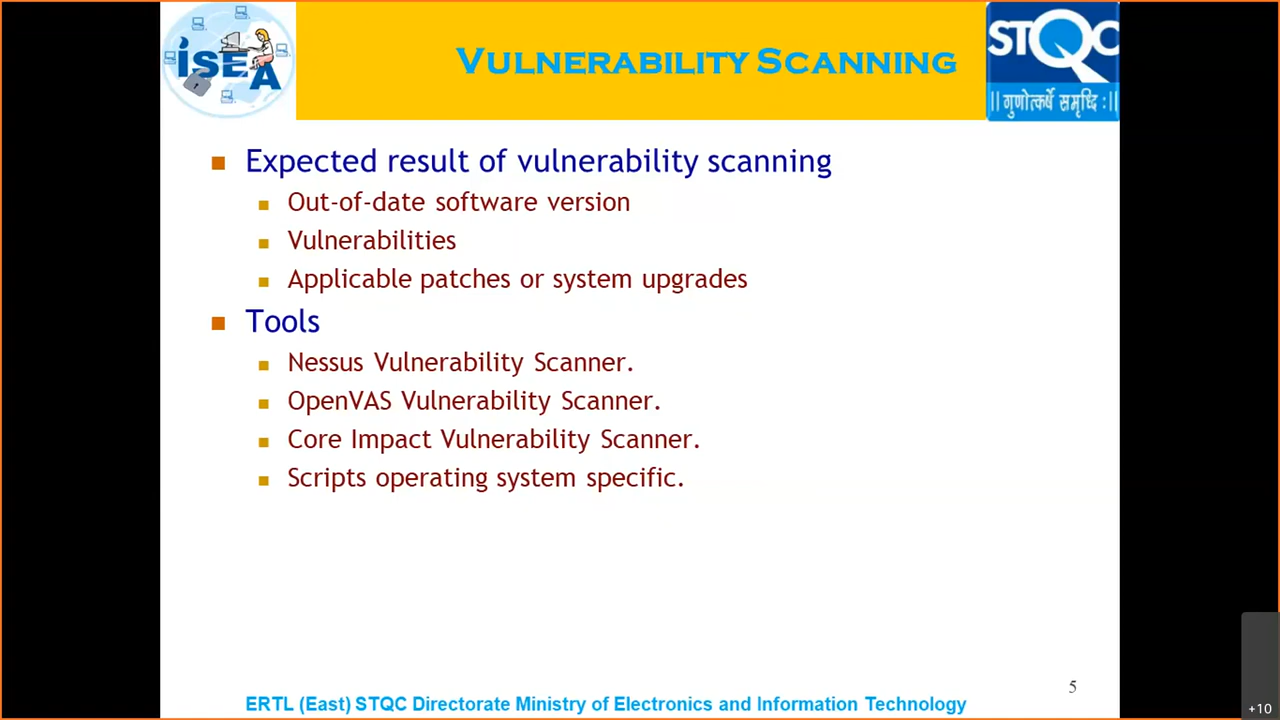 iSEA
VULNERABILITY SCANNING
STQC
||गुणोत्कर्षे समृध्दि:||
Expected result of vulnerability scanning
Out-of-date software version
Vulnerabilities
Applicable patches or system upgrades
Tools
Nessus Vulnerability Scanner.
OpenVAS Vulnerability Scanner.
Core Impact Vulnerability Scanner.
Scripts operating system specific.
5
ERTL (East) STQC Directorate Ministry of Electronics and Information Technology
+10